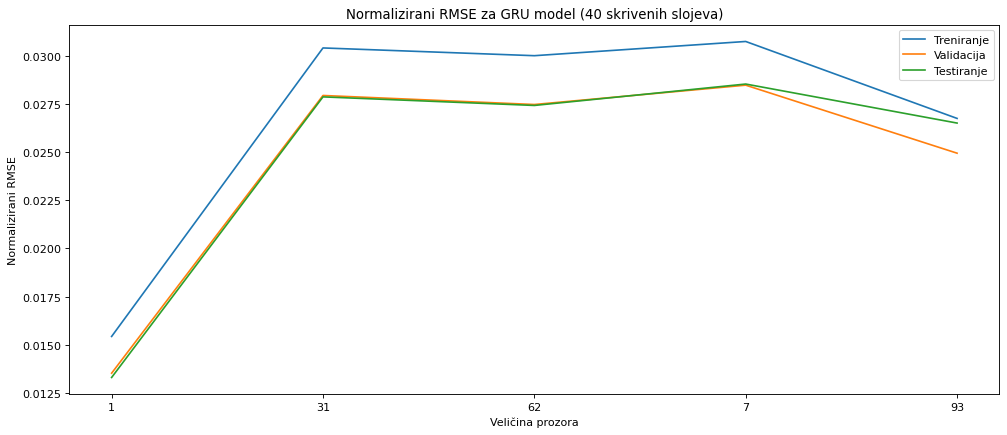 Normalizirani RMSE za GRU model (40 skrivenih slojeva)
Treniranje
Validacija
Testiranje
Normalizirani RMSE
0.0300
0.0275
0.0250
0.0225
0.0200
0.0175
0.0150
0.0125
1 31 62 7 93
Veličina prozora